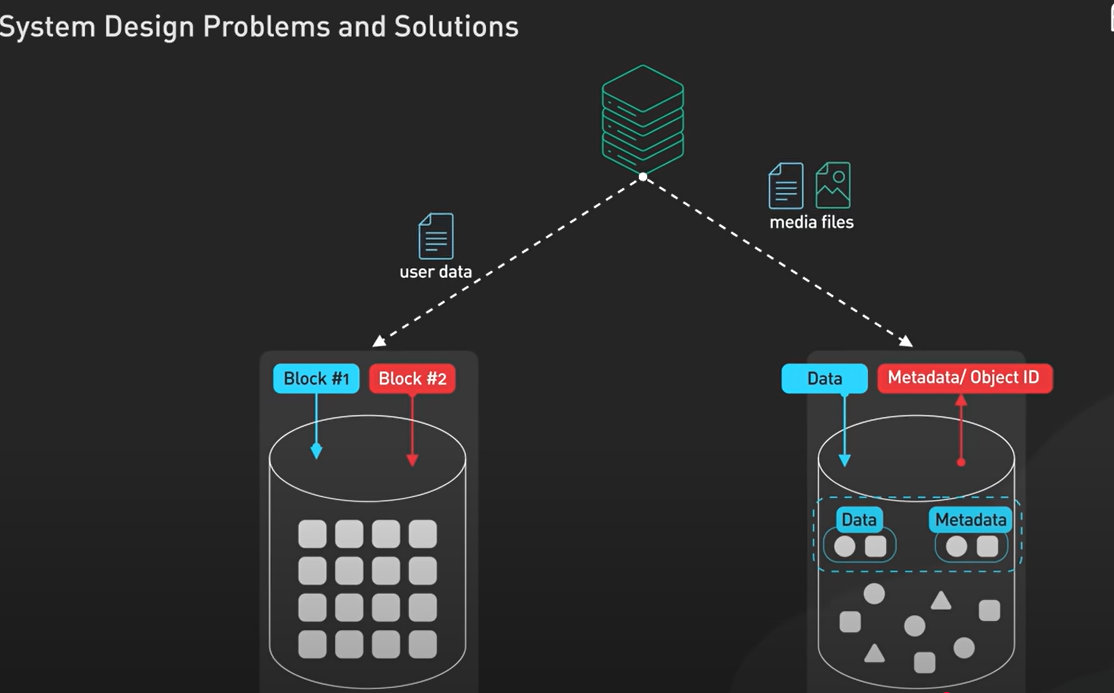 System Design Problems and Solutions
media files
user data
Block #1
Block #2
Data
Metadata/ Object ID
Data
Metadata